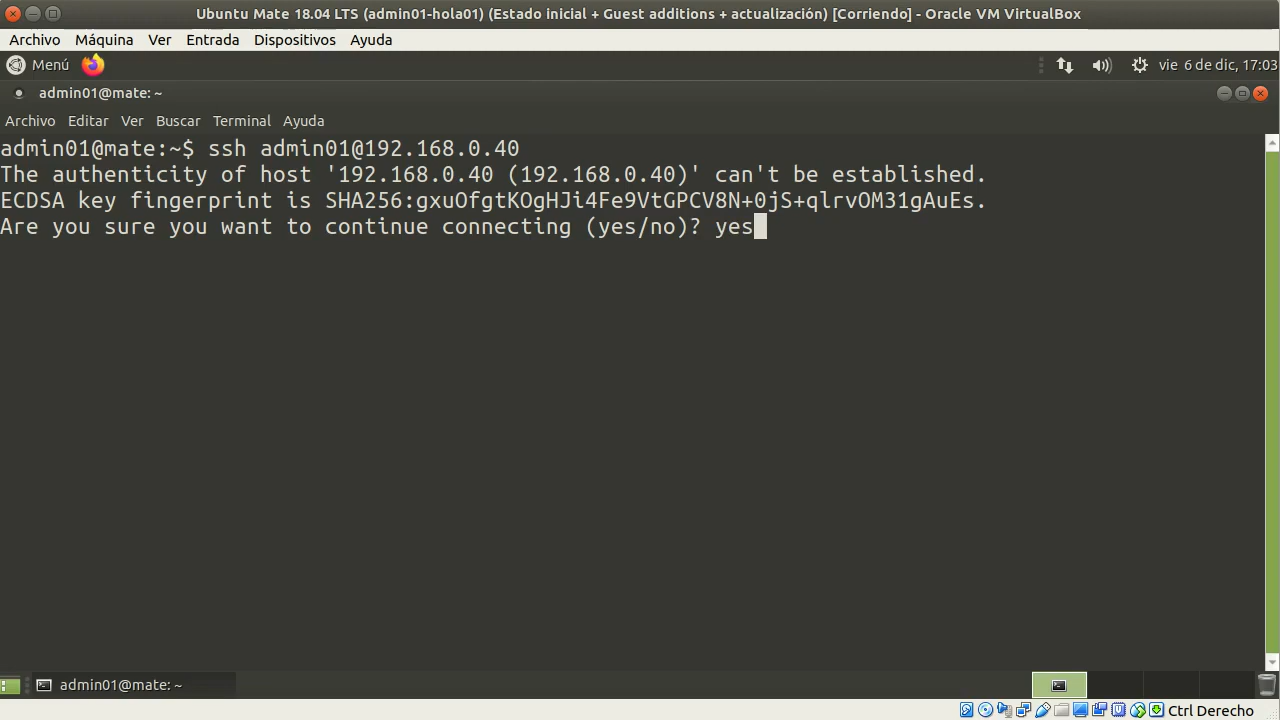 Ubuntu Mate 18.04 LTS (admin01-hola01) (Estado inicial + Guest additions + actualización) [Corriendo] - Oracle VM VirtualBox
Archivo Máquina Ver Entrada Dispositivos Ayuda
Menú vie 6 de dic, 17:03
admin01@mate: ~
Archivo Editar Ver Buscar Terminal Ayuda
admin01@mate:~$ ssh admin01@192.168.0.40
The authenticity of host '192.168.0.40 (192.168.0.40)' can't be established.
ECDSA key fingerprint is SHA256:gxuOfgtKOgHJi4Fe9VtGPCV8N+0jS+qlrvOM31gAuEs.
Are you sure you want to continue connecting (yes/no)? yes
admin01@mate: ~
Ctrl Derecho